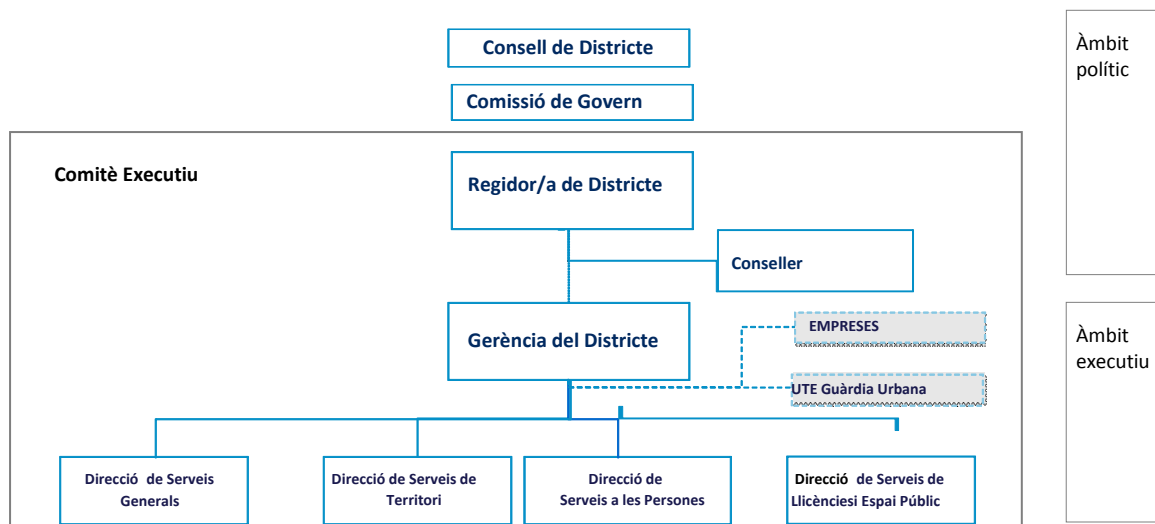 Consell de Districte
Àmbit
polític
Comissió de Govern
Comitè Executiu
Regidor/a de Districte
Conseller
Gerència del Districte
EMPRESES
Àmbit
executiu
UTE Guàrdia Urbana
Direcció de Serveis
Generals
Direcció de Serveis de
Territori
Direcció de
Serveis a les Persones
Direcció de Serveis de
Llicènciesi Espai Públic